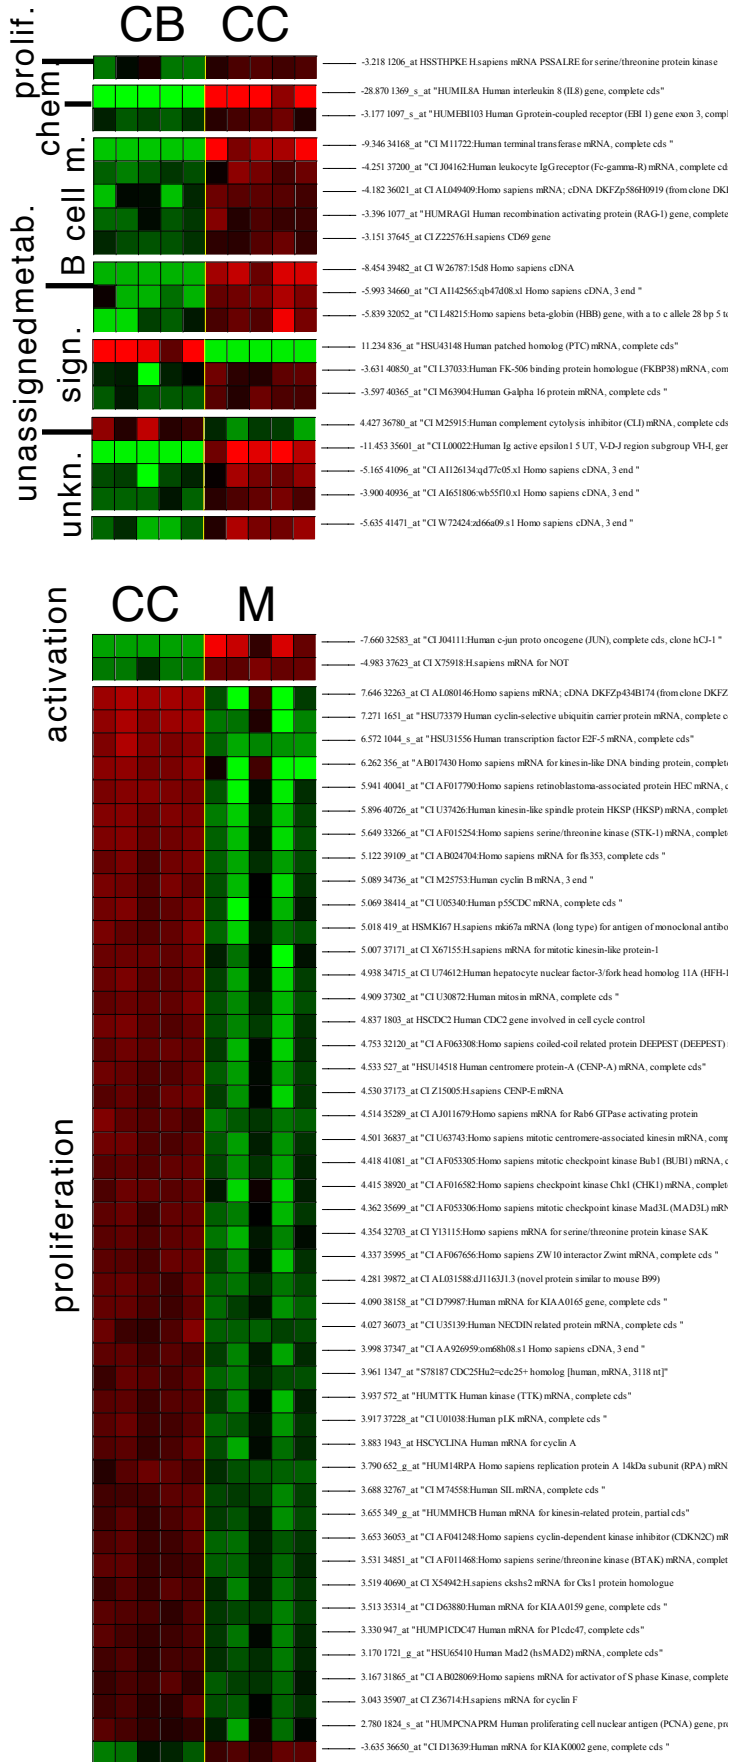 CB CC
prolif.
-3.218 1206_at HSSTHPKE H.sapiens mRNA PSSALRE for serine/threonine protein kinase
chem.
-28.870 1369_s_at "HUMIL8A Human interleukin 8 (IL8) gene, complete cds"
-3.177 1097_s_at "HUMEBI103 Human G protein-coupled receptor (EBI 1) gene exon 3, compl
B cell m.
-9.346 34168_at "Cl M11722:Human terminal transferase mRNA, complete cds "
-4.251 37200_at "Cl J04162:Human leukocyte IgG receptor (Fc-gamma-R) mRNA, complete cd
-4.182 36021_at Cl AL049409:Homo sapiens mRNA; cDNA DKFZp586H0919 (from clone DKI
-3.396 1077_at "HUMRAG1 Human recombination activating protein (RAG-1) gene, complete
-3.151 37645_at Cl Z22576:H.sapiens CD69 gene
metab.
-8.454 39482_at Cl W26787:15d8 Homo sapiens cDNA
-5.993 34660_at "Cl AI142565:qb47d08.x1 Homo sapiens cDNA, 3 end "
-5.839 32052_at "Cl L48215:Homo sapiens beta-globin (HBB) gene, with a to c allele 28 bp 5 to
sign.
11.234 836_at "HSU43148 Human patched homolog (PTC) mRNA, complete cds"
-3.631 40850_at "Cl L37033:Human FK-506 binding protein homologue (FKBP38) mRNA, com
-3.597 40365_at "Cl M63904:Human G-alpha 16 protein mRNA, complete cds "
unassigned
4.427 36780_at "Cl M25915:Human complement cytolysis inhibitor (CLI) mRNA, complete cds
unkn.
-11.453 35601_at "Cl L00022:Human Ig active epsilon1 5 UT, V-D-J region subgroup VH-I, gen
-5.165 41096_at "Cl AI126134:qd77c05.x1 Homo sapiens cDNA, 3 end "
-3.900 40936_at "Cl AI651806:wb55f10.x1 Homo sapiens cDNA, 3 end "
-5.635 41471_at "Cl W72424:zd66a09.s1 Homo sapiens cDNA, 3 end "
CC M
activation
-7.660 32583_at "Cl J04111:Human c-jun proto oncogene (JUN), complete cds, clone hCJ-1 "
-4.983 37623_at Cl X75918:H.sapiens mRNA for NOT
proliferation
7.646 32263_at Cl AL080146:Homo sapiens mRNA; cDNA DKFZp434B174 (from clone DKFZ
7.271 1651_at "HSU73379 Human cyclin-selective ubiquitin carrier protein mRNA, complete c
6.572 1044_s_at "HSU31556 Human transcription factor E2F-5 mRNA, complete cds"
6.262 356_at "AB017430 Homo sapiens mRNA for kinesin-like DNA binding protein, complete
5.941 40041_at "Cl AF017790:Homo sapiens retinoblastoma-associated protein HEC mRNA, c
5.896 40726_at "Cl U37426:Human kinesin-like spindle protein HKSP (HKSP) mRNA, complet
5.649 33266_at "Cl AF015254:Homo sapiens serine/threonine kinase (STK-1) mRNA, complet
5.122 39109_at "Cl AB024704:Homo sapiens mRNA for fls353, complete cds "
5.089 34736_at "Cl M25753:Human cyclin B mRNA, 3 end "
5.069 38414_at "Cl U05340:Human p55CDC mRNA, complete cds "
5.018 419_at HSMKI67 H.sapiens mki67a mRNA (long type) for antigen of monoclonal antibo
5.007 37171_at Cl X67155:H.sapiens mRNA for mitotic kinesin-like protein-1
4.938 34715_at Cl U74612:Human hepatocyte nuclear factor-3/fork head homolog 11A (HFH-1
4.909 37302_at "Cl U30872:Human mitosin mRNA, complete cds "
4.837 1803_at HSCDC2 Human CDC2 gene involved in cell cycle control
4.753 32120_at "Cl AF063308:Homo sapiens coiled-coil related protein DEEPEST (DEEPEST)
4.533 527_at "HSU14518 Human centromere protein-A (CENP-A) mRNA, complete cds"
4.530 37173_at Cl Z15005:H.sapiens CENP-E mRNA
4.514 35289_at Cl AJ011679:Homo sapiens mRNA for Rab6 GTPase activating protein
4.501 36837_at "Cl U63743:Homo sapiens mitotic centromere-associated kinesin mRNA, comp
4.418 41081_at "Cl AF053305:Homo sapiens mitotic checkpoint kinase Bub1 (BUB1) mRNA, c
4.415 38920_at "Cl AF016582:Homo sapiens checkpoint kinase Chk1 (CHK1) mRNA, complet
4.362 35699_at "Cl AF053306:Homo sapiens mitotic checkpoint kinase Mad3L (MAD3L) mRN
4.354 32703_at Cl Y13115:Homo sapiens mRNA for serine/threonine protein kinase SAK
4.337 35995_at "Cl AF067656:Homo sapiens ZW10 interactor Zwint mRNA, complete cds "
4.281 39872_at Cl AL031588:dJ1163J1.3 (novel protein similar to mouse B99)
4.090 38158_at "Cl D79987:Human mRNA for KIAA0165 gene, complete cds "
4.027 36073_at "Cl U35139:Human NECDIN related protein mRNA, complete cds "
3.998 37347_at "Cl AA926959:om68h08.s1 Homo sapiens cDNA, 3 end "
3.961 1347_at "S78187 CDC25Hu2=cdc25+ homolog [human, mRNA, 3118 nt]"
3.937 572_at "HUMTTK Human kinase (TTK) mRNA, complete cds"
3.917 37228_at "Cl U01038:Human pLK mRNA, complete cds "
3.883 1943_at HSCYCLINA Human mRNA for cyclin A
3.790 652_g_at "HUM14RPA Homo sapiens replication protein A 14kDa subunit (RPA) mRN
3.688 32767_at "Cl M74558:Human SIL mRNA, complete cds "
3.655 349_g_at "HUMMHCB Human mRNA for kinesin-related protein, partial cds"
3.653 36053_at "Cl AF041248:Homo sapiens cyclin-dependent kinase inhibitor (CDKN2C) mR
3.531 34851_at "Cl AF011468:Homo sapiens serine/threonine kinase (BTAK) mRNA, complet
3.519 40690_at Cl X54942:H.sapiens ckshs2 mRNA for Cks1 protein homologue
3.513 35314_at "Cl D63880:Human mRNA for KIAA0159 gene, complete cds "
3.330 947_at "HUMP1CDC47 Human mRNA for P1cdc47, complete cds"
3.170 1721_g_at "HSU65410 Human Mad2 (hsMAD2) mRNA, complete cds"
3.167 31865_at "Cl AB028069:Homo sapiens mRNA for activator of S phase Kinase, complete
3.043 35907_at Cl Z36714:H.sapiens mRNA for cyclin F
2.780 1824_s_at "HUMPCNAPRM Human proliferating cell nuclear antigen (PCNA) gene, pro
-3.635 36650_at "Cl D13639:Human mRNA for KIAK0002 gene, complete cds "